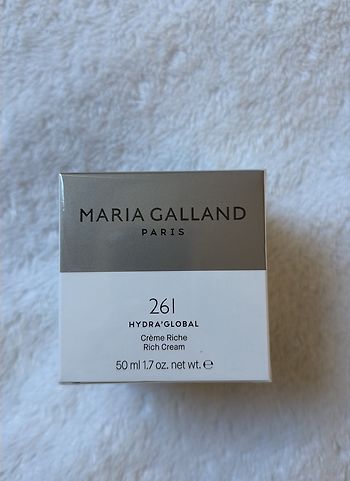 MARIA GALLAND
PARIS
261
HYDRA'GLOBAL
Crème Riche
Rich Cream
50 ml 1.7 oz. net wt. ℮